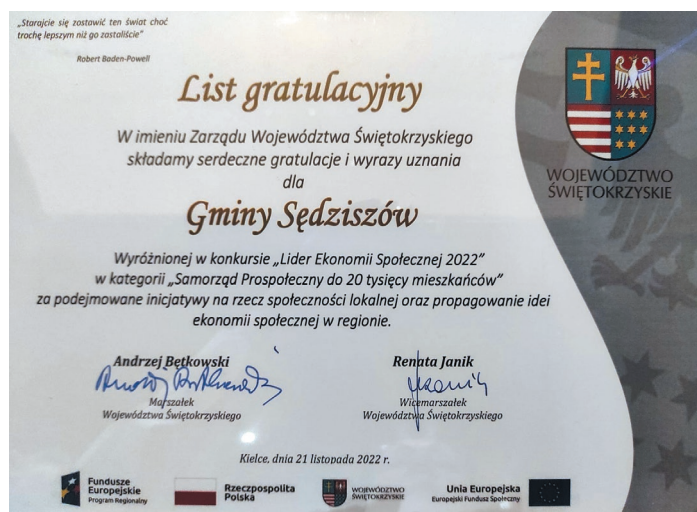 „Starajcie się zostawić ten świat choć
trochę lepszym niż go zastaliście”
Robert Baden-Powell
List gratulacyjny
W imieniu Zarządu Województwa Świętokrzyskiego
składamy serdeczne gratulacje i wyrazy uznania
dla
Gminy Sędziszów
Wyróżnionej w konkursie „Lider Ekonomii Społecznej 2022”
w kategorii „Samorząd Prospołeczny do 20 tysięcy mieszkańców”
za podejmowane inicjatywy na rzecz społeczności lokalnej oraz propagowanie idei
ekonomii społecznej w regionie.
Andrzej Bętkowski
Marszałek
Województwa Świętokrzyskiego
Renata Janik
Wicemarszałek
Województwa Świętokrzyskiego
Kielce, dnia 21 listopada 2022 r.
WOJEWÓDZTWO
ŚWIĘTOKRZYSKIE
Fundusze
Europejskie
Program Regionalny
Rzeczpospolita
Polska
WOJEWÓDZTWO
ŚWIĘTOKRZYSKIE
Unia Europejska
Europejski Fundusz Społeczny